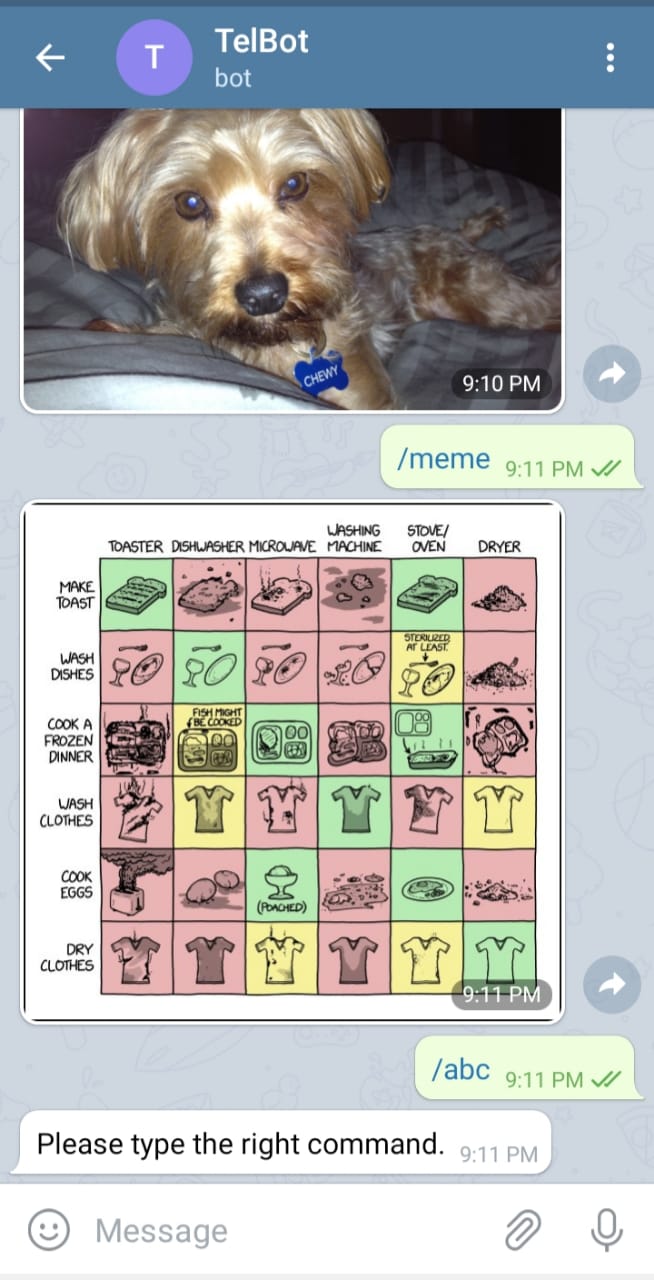 T
TelBot
bot
CHEWY
9:10 PM
/meme 9:11 PM
TOASTER DISHWASHER MICROWAVE WASHING MACHINE STOVE/OVEN DRYER
MAKE
TOAST
WASH
DISHES
STERILIZED
AT LEAST.
COOK A
FROZEN
DINNER
FISH MIGHT
BE COOKED
WASH
CLOTHES
COOK
EGGS
(POACHED)
DRY
CLOTHES
9:11 PM
/abc 9:11 PM
Please type the right command. 9:11 PM
Message